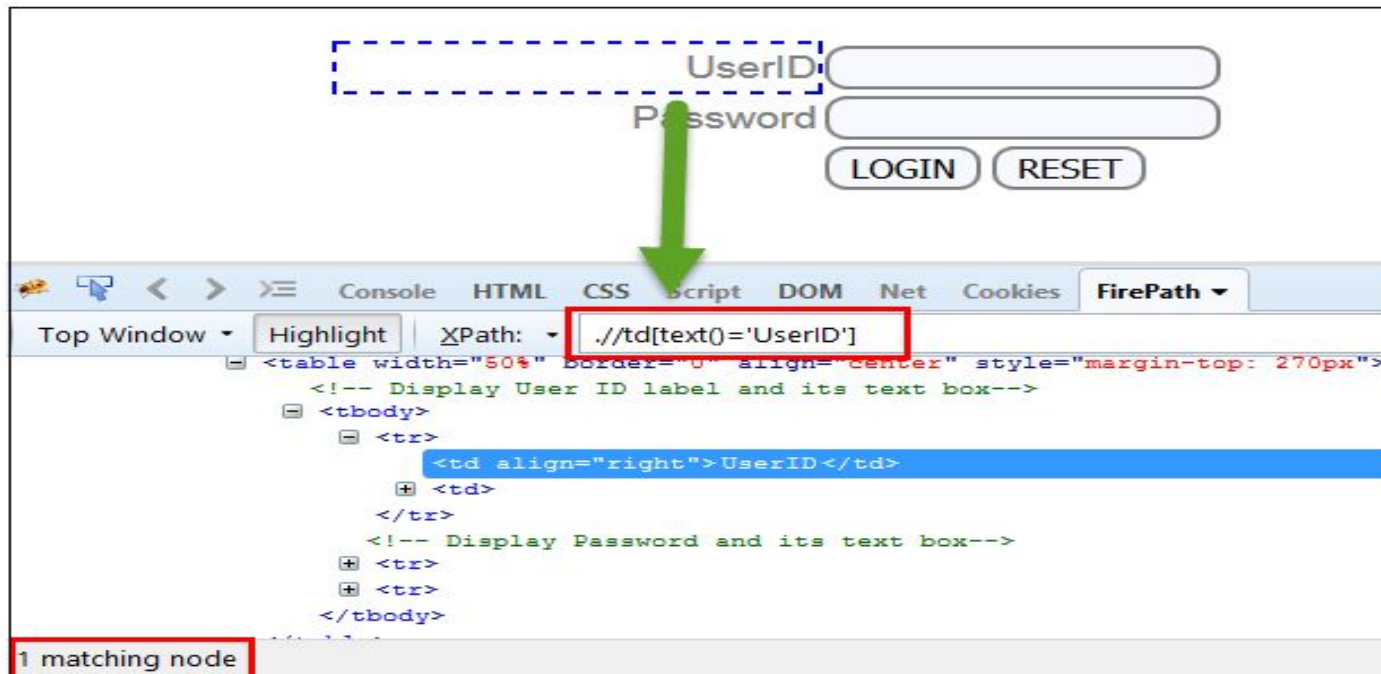 UserID
Password
LOGIN RESET
Console HTML CSS Script DOM Net Cookies FirePath
Top Window Highlight XPath: .//td[text()='UserID']
<table width="50%" border="0" align="center" style="margin-top: 270px">
<!-- Display User ID label and its text box-->
<tbody>
<tr>
<td align="right">UserID</td>
<td>
</tr>
<!-- Display Password and its text box-->
<tr>
<tr>
</tbody>
1 matching node